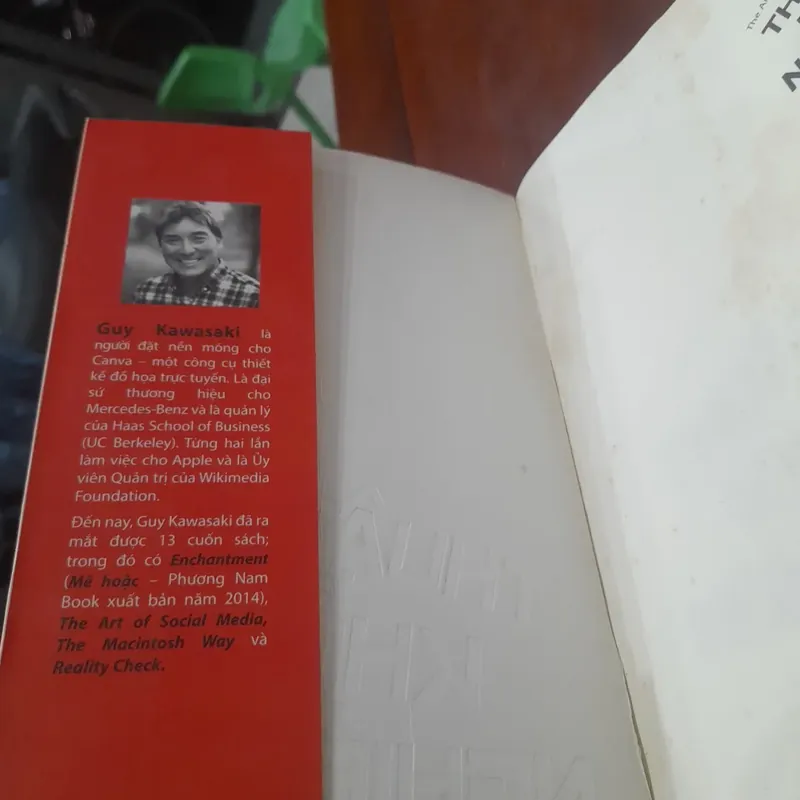 Guy Kawasaki là
người đặt nền móng cho
Canva – một công cụ thiết
kế đồ họa trực tuyến. Là đại
sứ thương hiệu cho
Mercedes-Benz và là quản lý
của Haas School of Business
(UC Berkeley). Từng hai lần
làm việc cho Apple và là Ủy
viên Quản trị của Wikimedia
Foundation.
Đến nay, Guy Kawasaki đã ra
mắt được 13 cuốn sách;
trong đó có Enchantment
(Mê hoặc – Phương Nam
Book xuất bản năm 2014),
The Art of Social Media,
The Macintosh Way và
Reality Check.
The